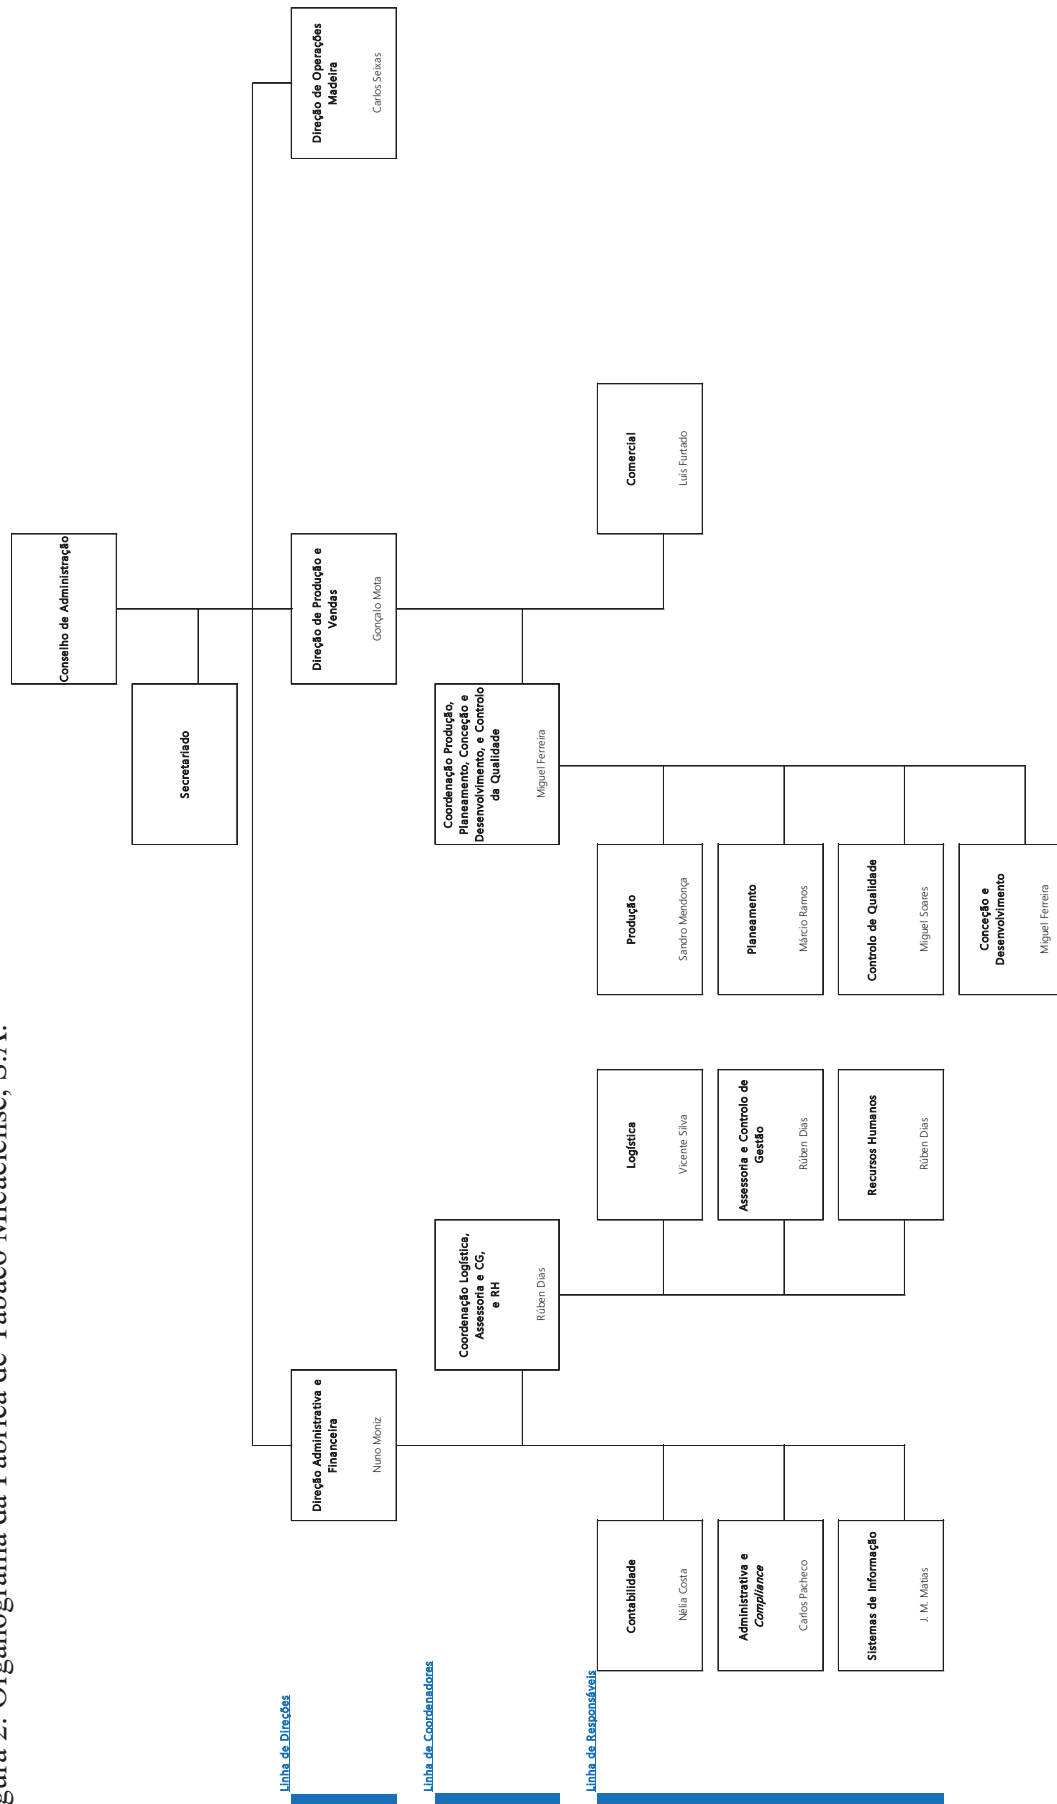 2. Organograma da Fábrica de Tabaco Micaelense, S.A.
Conselho de Administração
Secretariado
Linha de Direções
Direção Administrativa e
Financeira
Nuno Moniz
Direção de Produção e
Vendas
Gonçalo Mota
Direção de Operações
Madeira
Carlos Seixas
Linha de Coordenadores
Coordenação Logística,
Assessoria e CG,
e RH
Rúben Dias
Coordenação Produção,
Planeamento, Conceção e
Desenvolvimento, e Controlo
da Qualidade
Miguel Ferreira
Linha de Responsáveis
Contabilidade
Nélia Costa
Logística
Vicente Silva
Produção
Sandro Mendonça
Comercial
Luís Furtado
Administrativa e
Compliance
Carlos Pacheco
Assessoria e Controlo de
Gestão
Rúben Dias
Planeamento
Márcio Ramos
Sistemas de Informação
J. M. Matias
Recursos Humanos
Rúben Dias
Controlo de Qualidade
Miguel Soares
Conceção e
Desenvolvimento
Miguel Ferreira